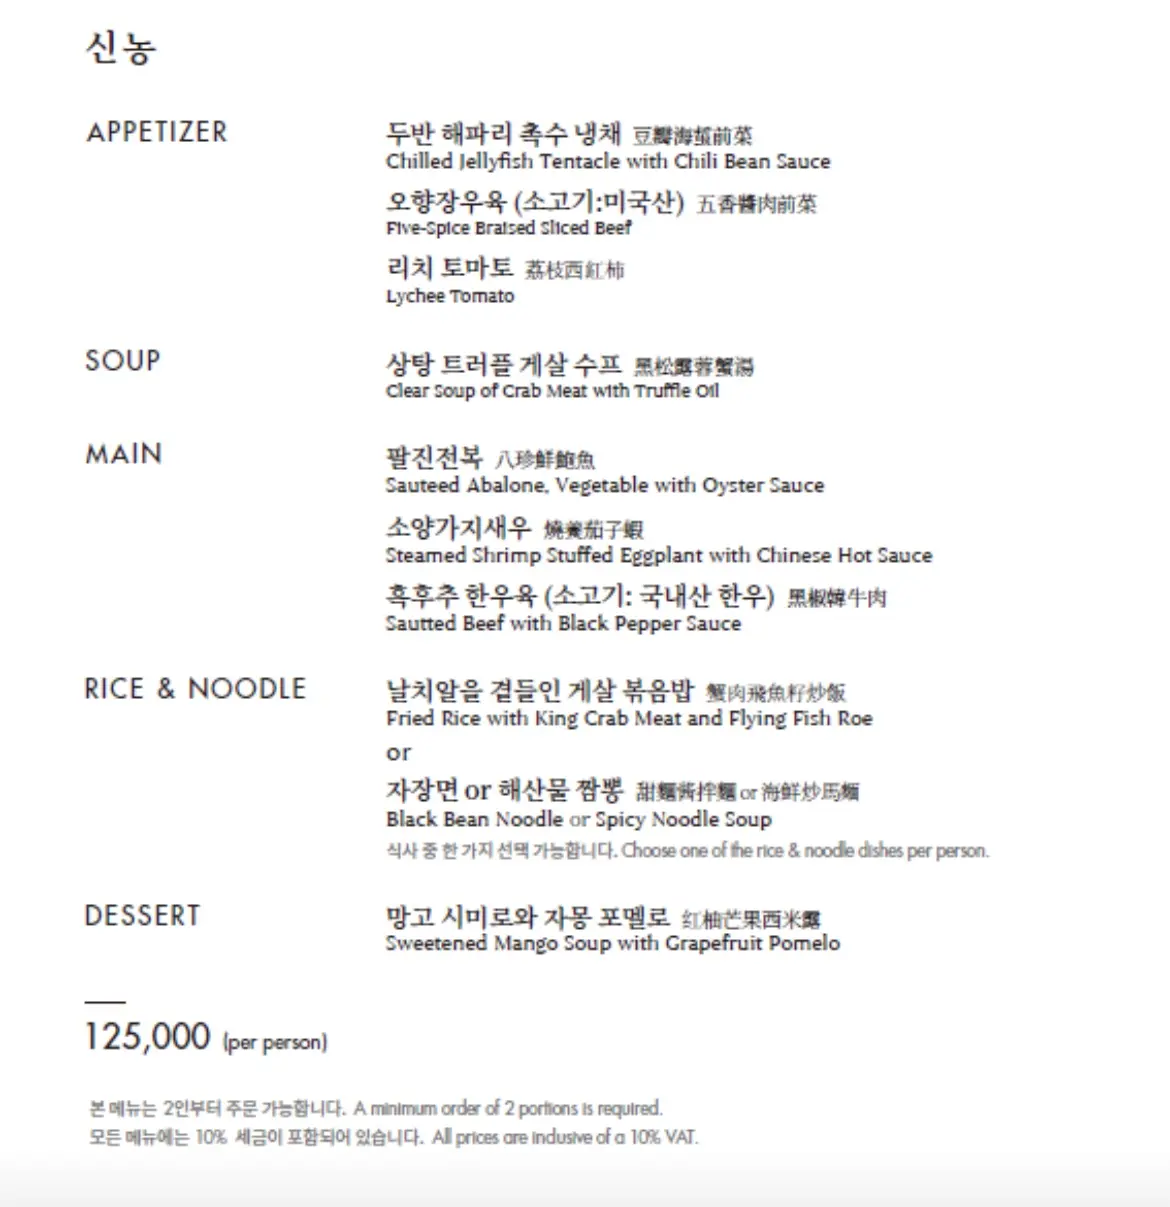 신농
APPETIZER
두반 해파리 촉수 냉채 豆瓣海蜇前菜
Chilled Jellyfish Tentacle with Chili Bean Sauce
오향장우육 (소고기:미국산) 五香醬肉前菜
Five-Spice Braised Sliced Beef
리치 토마토 荔枝西紅柿
Lychee Tomato
SOUP
상탕 트러플 게살 수프 黑松露蓉蟹湯
Clear Soup of Crab Meat with Truffle Oil
MAIN
팔진전복 八珍鮮鮑魚
Sauteed Abalone, Vegetable with Oyster Sauce
소양가지새우 燒釀茄子蝦
Steamed Shrimp Stuffed Eggplant with Chinese Hot Sauce
흑후추 한우육 (소고기: 국내산 한우) 黑椒韓牛肉
Sautted Beef with Black Pepper Sauce
RICE & NOODLE
날치알을 곁들인 게살 볶음밥 蟹肉飛魚籽炒飯
Fried Rice with King Crab Meat and Flying Fish Roe
or
자장면 or 해산물 짬뽕 甜麵酱拌麵 or 海鮮炒馬麵
Black Bean Noodle or Spicy Noodle Soup
식사 중 한 가지 선택 가능합니다. Choose one of the rice & noodle dishes per person.
DESSERT
망고 시미로와 자몽 포멜로 红柚芒果西米露
Sweetened Mango Soup with Grapefruit Pomelo
125,000 (per person)
본 메뉴는 2인부터 주문 가능합니다. A minimum order of 2 portions is required.
모든 메뉴에는 10% 세금이 포함되어 있습니다. All prices are inclusive of a 10% VAT.